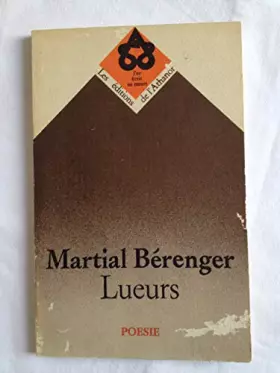 Les éditions de l'Athanor
Martial Bérenger
Lueurs
POESIE